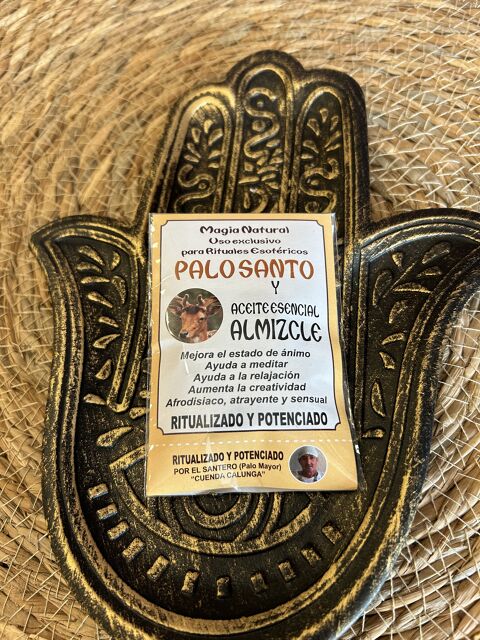 Magia Natural
Uso exclusivo
para Rituales Esotéricos
PALO SANTO
Y
ACEITE ESENCIAL
ALMIZCLE
Mejora el estado de ánimo
Ayuda a meditar
Ayuda a la relajación
Aumenta la creatividad
Afrodisiaco, atrayente y sensual
RITUALIZADO Y POTENCIADO
RITUALIZADO Y POTENCIADO
POR EL SANTERO (Palo Mayor)
"CUENDA CALUNGA"